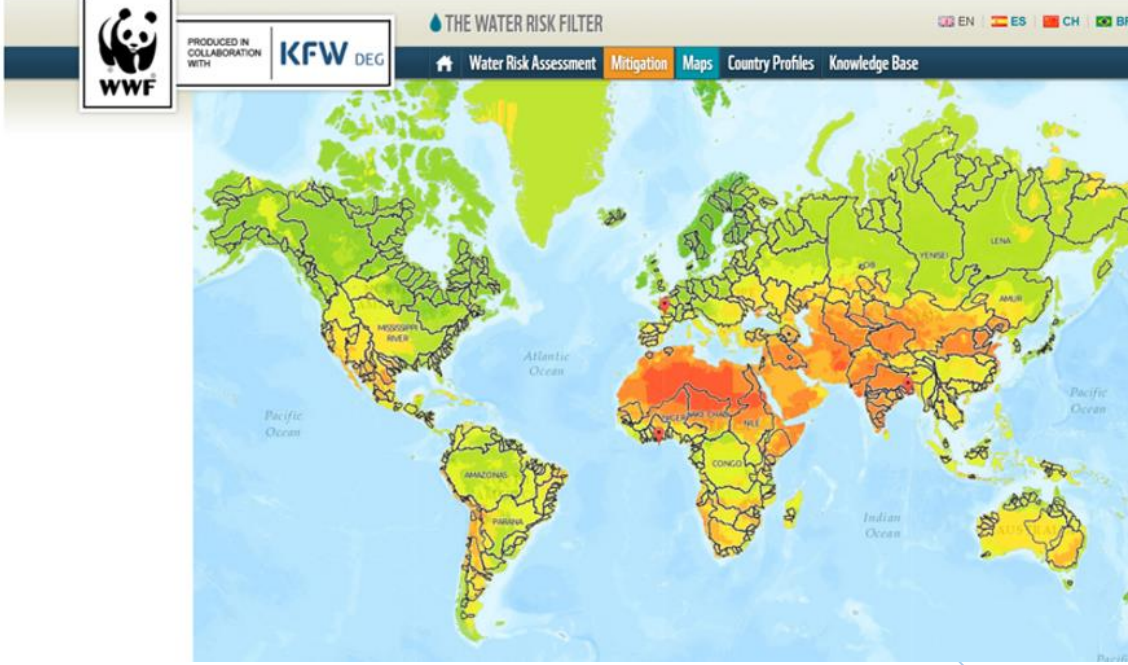 THE WATER RISK FILTER
EN ES CH BR
WWF
PRODUCED IN
COLLABORATION
WITH
KFW DEG
Water Risk Assessment Mitigation Maps Country Profiles Knowledge Base
OB
YENISEI
LENA
AMUR
MISSISSIPPI
RIVER
Atlantic
Ocean
Pacific
Ocean
Pacific
Ocean
NIGER
LAKE CHAD
NILE
CONGO
AMAZONAS
PARANA
Indian
Ocean
AUSTRALIA